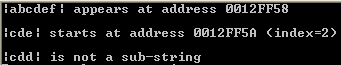 |abcdef| appears at address 0012FF58
|cde| starts at address 0012FF5A (index=2)
|cdd| is not a sub-string